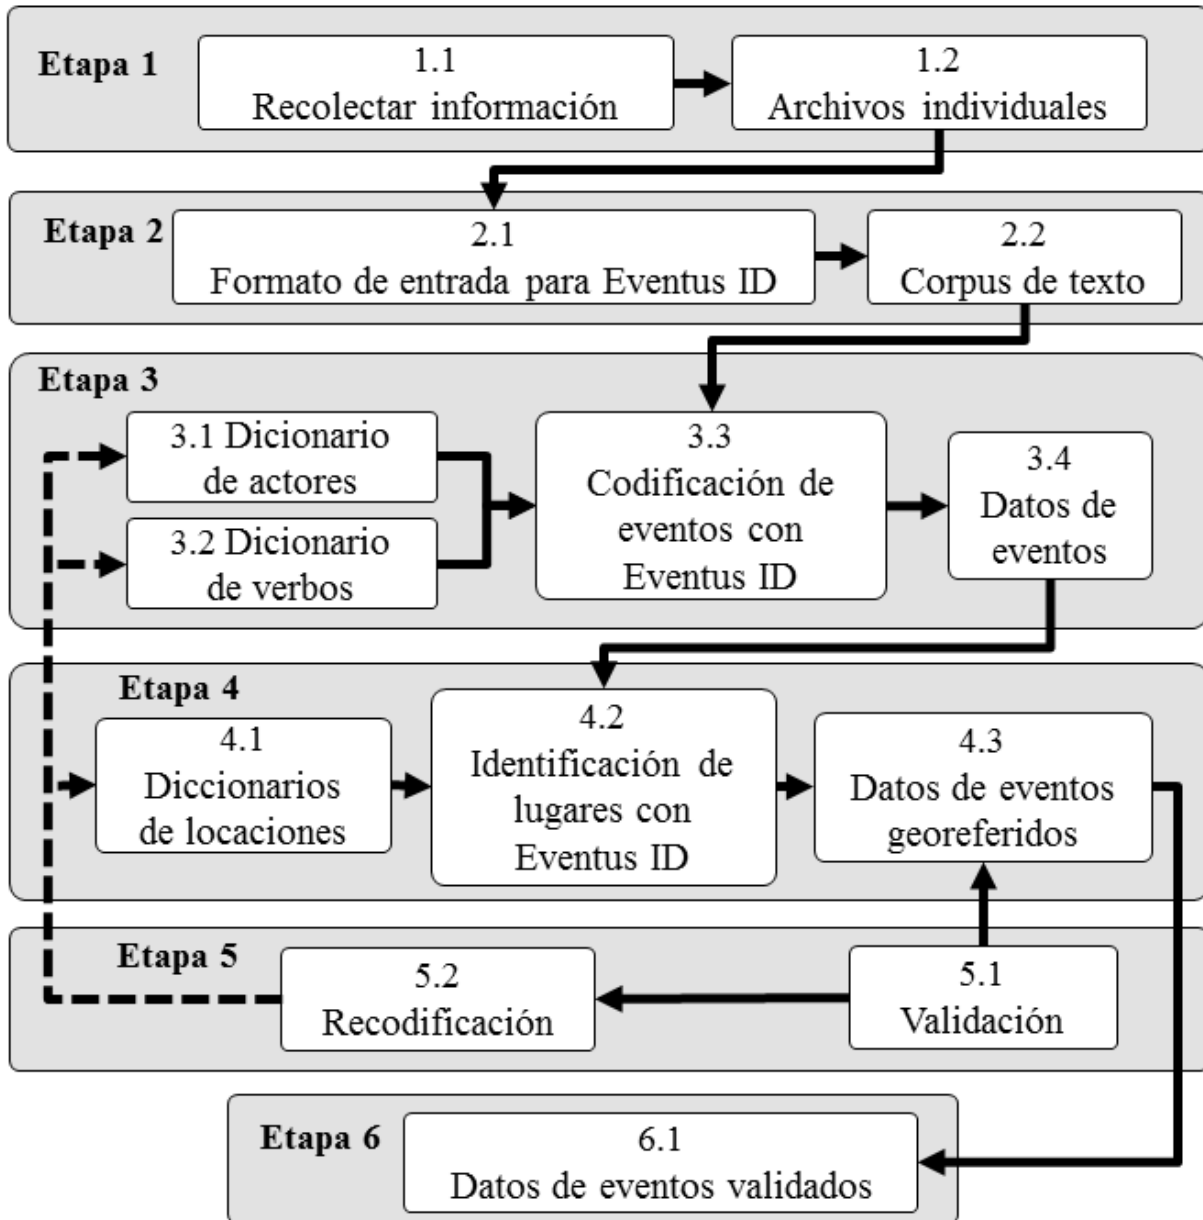 Etapa 1
1.1
Recolectar información
1.2
Archivos individuales
Etapa 2
2.1
Formato de entrada para Eventus ID
2.2
Corpus de texto
Etapa 3
3.1 Dicionario
de actores
3.2 Dicionario
de verbos
3.3
Codificación de
eventos con
Eventus ID
3.4
Datos de
eventos
Etapa 4
4.1
Diccionarios
de locaciones
4.2
Identificación de
lugares con
Eventus ID
4.3
Datos de eventos
georeferidos
Etapa 5
5.2
Recodificación
5.1
Validación
Etapa 6
6.1
Datos de eventos validados